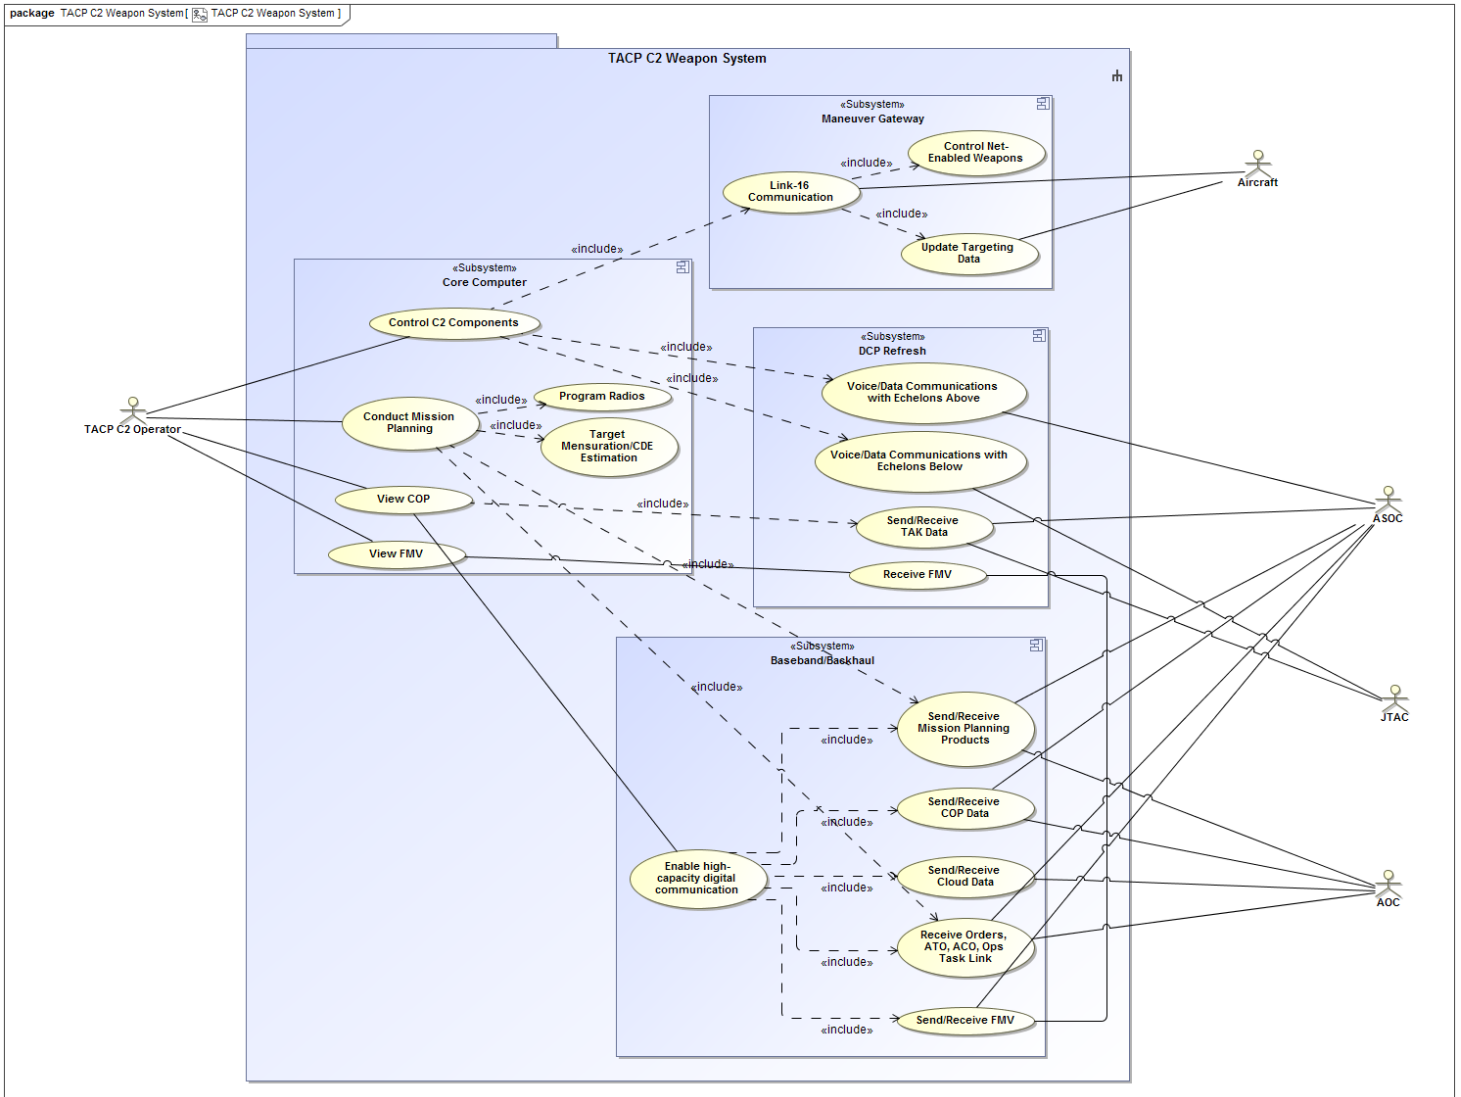 package TACP C2 Weapon System[ TACP C2 Weapon System ]
TACP C2 Weapon System
«Subsystem»
Maneuver Gateway
Control Net-
Enabled Weapons
«include»
Link-16
Communication
«include»
Update Targeting
Data
Aircraft
«include»
«Subsystem»
Core Computer
Control C2 Components
Conduct Mission
Planning
«include»
Program Radios
«include»
Target
Mensuration/CDE
Estimation
View COP
View FMV
TACP C2 Operator
«include»
«include»
«include»
«include»
«include»
«Subsystem»
DCP Refresh
Voice/Data Communications
with Echelons Above
Voice/Data Communications with
Echelons Below
Send/Receive
TAK Data
Receive FMV
ASOC
JTAC
AOC
«Subsystem»
Baseband/Backhaul
Send/Receive
Mission Planning
Products
«include»
Send/Receive
COP Data
«include»
Enable high-
capacity digital
communication
Send/Receive
Cloud Data
«include»
Receive Orders,
ATO, ACO, Ops
Task Link
«include»
Send/Receive FMV
«include»